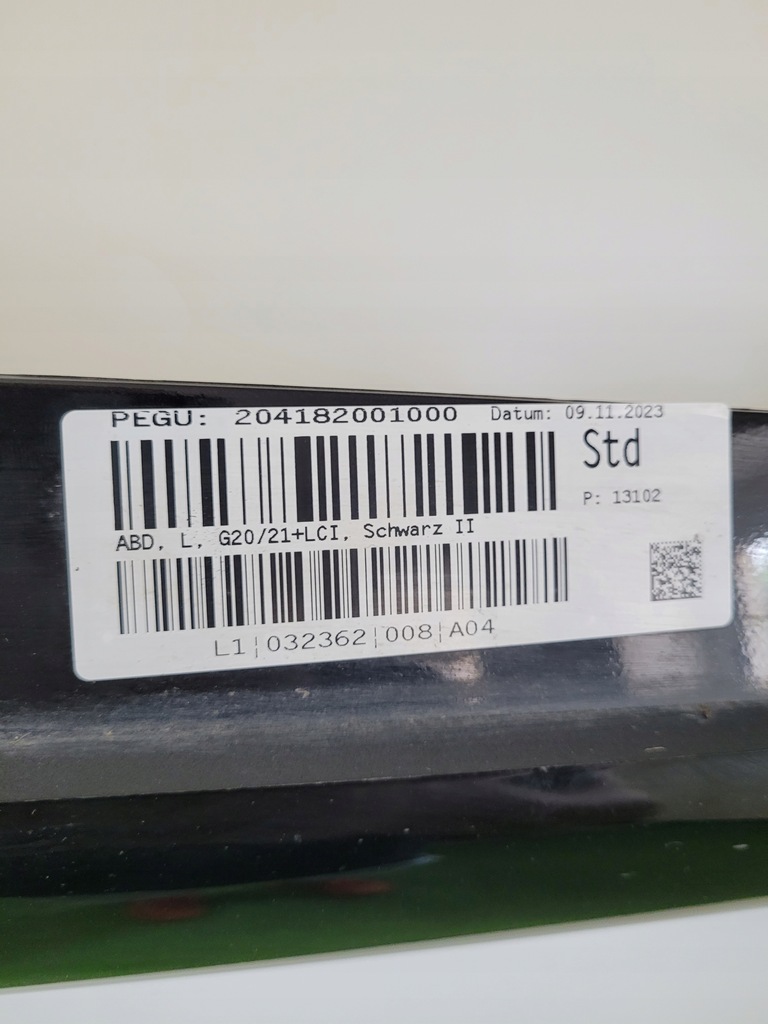 PEGU: 204182001000 Datum: 09.11.2023
Std
P: 13102
ABD, L, G20/21+LCI, Schwarz II
L1|032362|008|A04